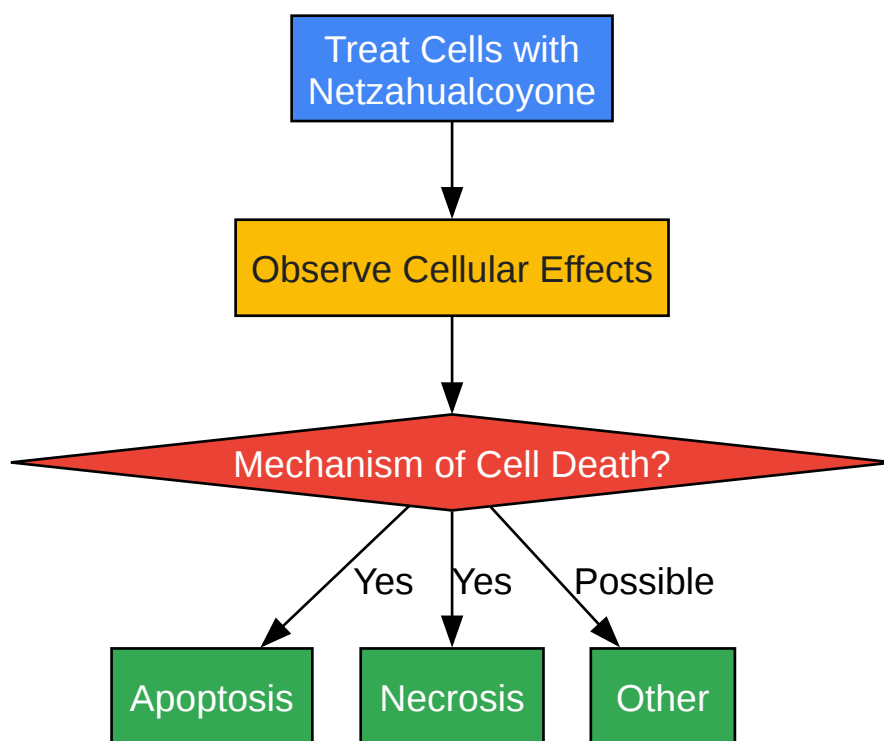 Treat Cells with
Netzahualcoyone
Observe Cellular Effects
Mechanism of Cell Death?
Yes
Yes
Possible
Apoptosis
Necrosis
Other